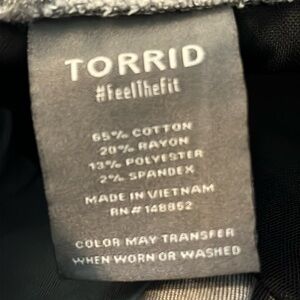 TORRID
#FeelTheFit
65% COTTON
20% RAYON
13% POLYESTER
2% SPANDEX
MADE IN VIETNAM
RN# 148862
COLOR MAY TRANSFER
WHEN WORN OR WASHED